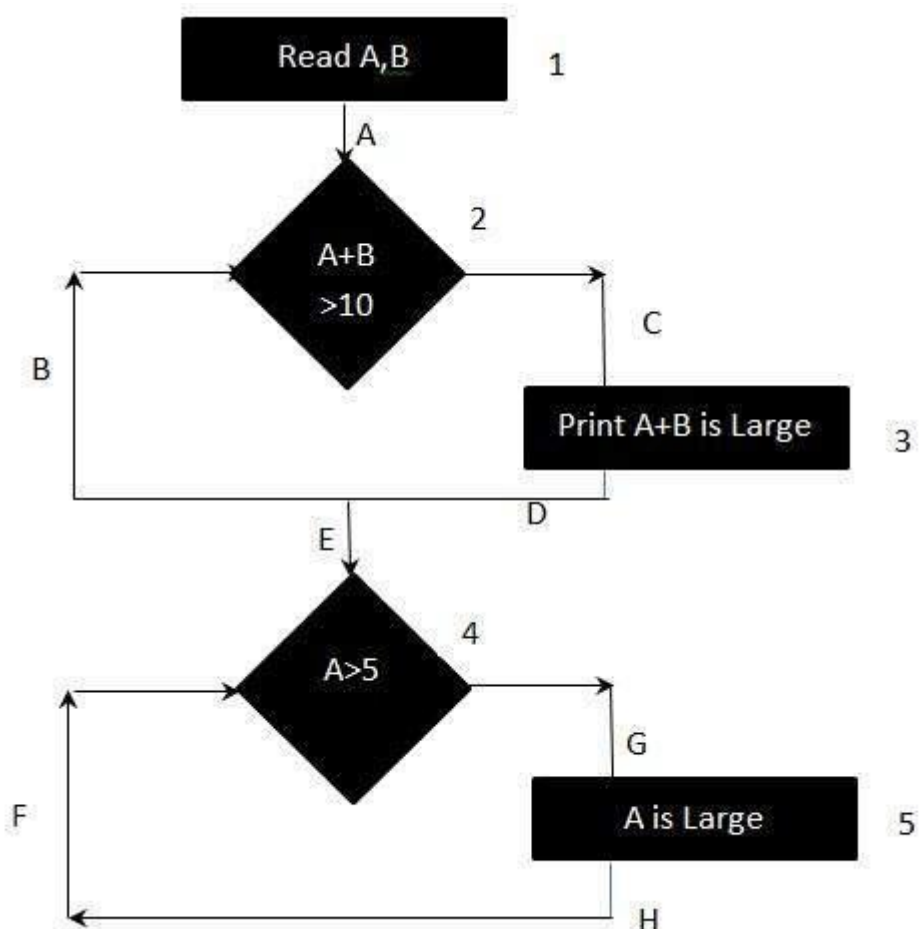 Read A,B
1
A
2
A+B
>10
C
B
Print A+B is Large
3
D
E
4
A>5
G
F
A is Large
5
H